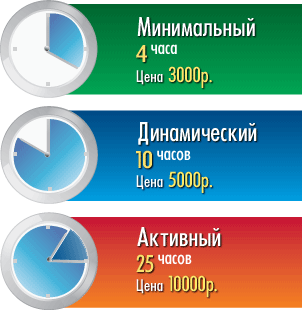 Минимальный
4 часа
Цена 3000р.
Динамический
10 часов
Цена 5000р.
Активный
25 часов
Цена 10000р.